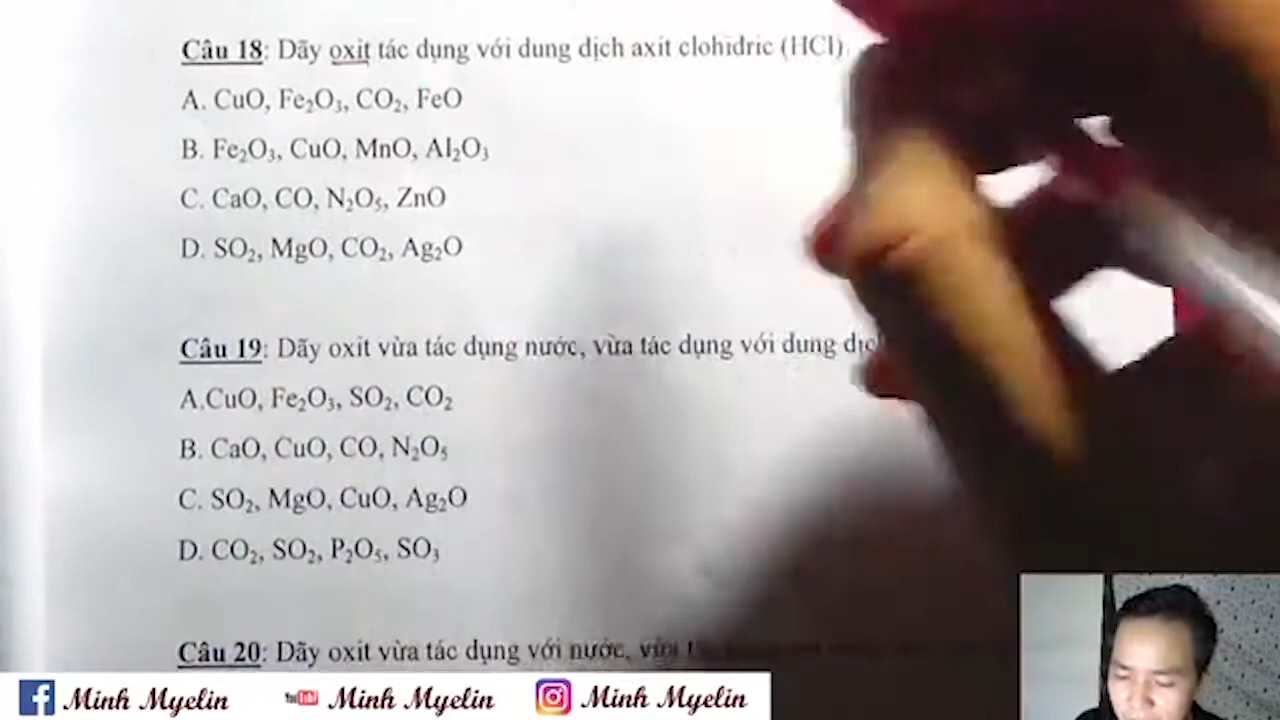 Câu 18: Dãy oxit tác dụng với dung dịch axit clohidric (HCl)
A. CuO, Fe₂O₃, CO₂, FeO
B. Fe₂O₃, CuO, MnO, Al₂O₃
C. CaO, CO, N₂O₅, ZnO
D. SO₂, MgO, CO₂, Ag₂O
Câu 19: Dãy oxit vừa tác dụng nước, vừa tác dụng với dung dịch
A.CuO, Fe₂O₃, SO₂, CO₂
B. CaO, CuO, CO, N₂O₅
C. SO₂, MgO, CuO, Ag₂O
D. CO₂, SO₂, P₂O₅, SO₃
Câu 20: Dãy oxit vừa tác dụng với nước, vừa
Minh Myelin YouTube Minh Myelin Minh Myelin